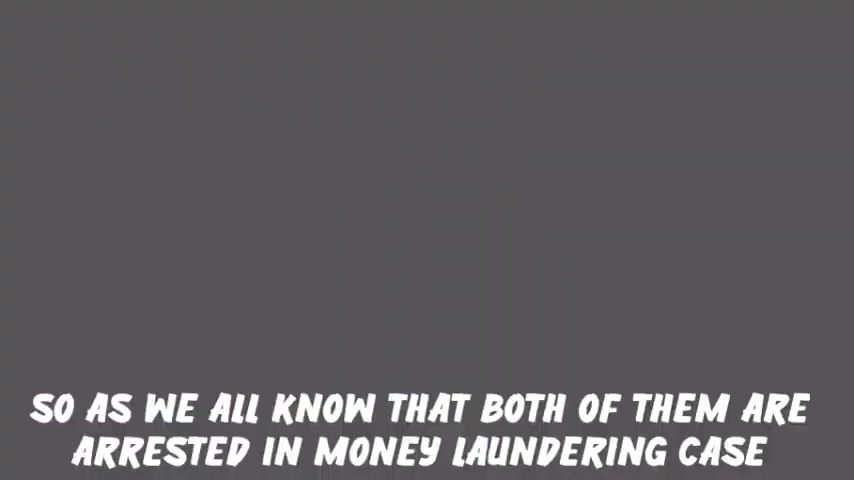 SO AS WE ALL KNOW THAT BOTH OF THEM ARE
ARRESTED IN MONEY LAUNDERING CASE